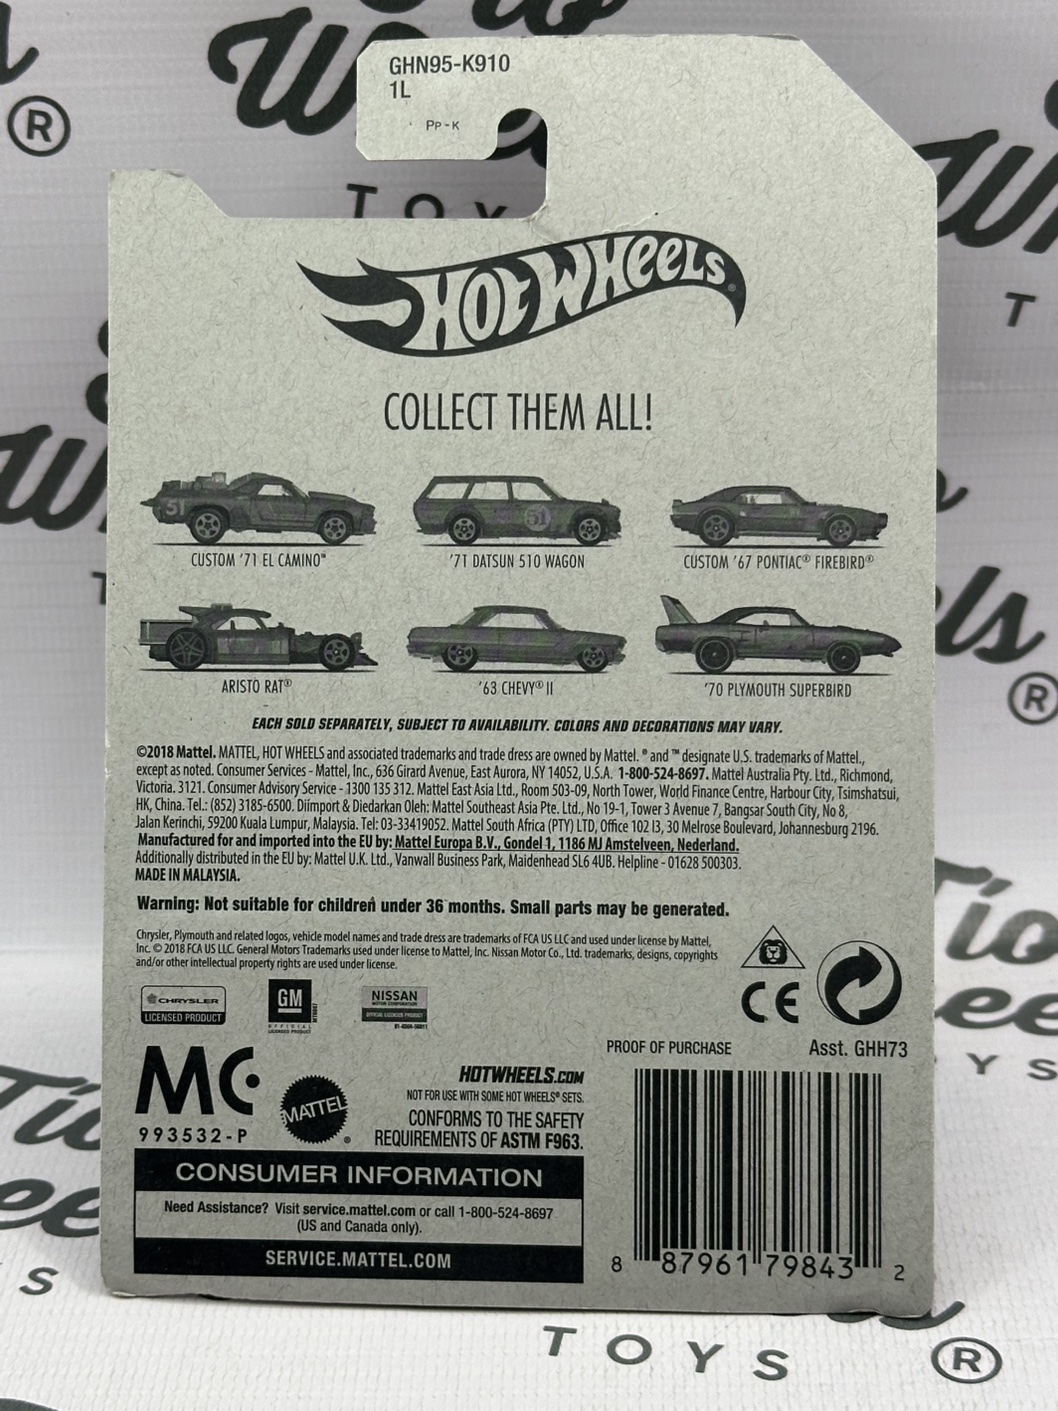 GHN95-K910
1L
PP-K
HOT WHEELS®
COLLECT THEM ALL!
51
51
CUSTOM '71 EL CAMINO™ '71 DATSUN 510 WAGON CUSTOM '67 PONTIAC® FIREBIRD®
ARISTO RAT® '63 CHEVY® II '70 PLYMOUTH SUPERBIRD
EACH SOLD SEPARATELY, SUBJECT TO AVAILABILITY. COLORS AND DECORATIONS MAY VARY.
©2018 Mattel. MATTEL, HOT WHEELS and associated trademarks and trade dress are owned by Mattel. ® and ™ designate U.S. trademarks of Mattel,
except as noted. Consumer Services - Mattel, Inc., 636 Girard Avenue, East Aurora, NY 14052, U.S.A. 1-800-524-8697. Mattel Australia Pty. Ltd., Richmond,
Victoria. 3121. Consumer Advisory Service - 1300 135 312. Mattel East Asia Ltd., Room 503-09, North Tower, World Finance Centre, Harbour City, Tsimshatsui,
HK, China. Tel.: (852) 3185-6500. Diimport & Diedarkan Oleh: Mattel Southeast Asia Pte. Ltd., No 19-1, Tower 3 Avenue 7, Bangsar South City, No 8,
Jalan Kerinchi, 59200 Kuala Lumpur, Malaysia. Tel: 03-33419052. Mattel South Africa (PTY) LTD, Office 102 I3, 30 Melrose Boulevard, Johannesburg 2196.
Manufactured for and imported into the EU by: Mattel Europa B.V., Gondel 1, 1186 MJ Amstelveen, Nederland.
Additionally distributed in the EU by: Mattel U.K. Ltd., Vanwall Business Park, Maidenhead SL6 4UB. Helpline - 01628 500303.
MADE IN MALAYSIA.
Warning: Not suitable for children under 36 months. Small parts may be generated.
Chrysler, Plymouth and related logos, vehicle model names and trade dress are trademarks of FCA US LLC and used under license by Mattel,
Inc. © 2018 FCA US LLC. General Motors Trademarks used under license to Mattel, Inc. Nissan Motor Co., Ltd. trademarks, designs, copyrights
and/or other intellectual property rights are used under license.
CHRYSLER
LICENSED PRODUCT
GM
OFFICIAL
LICENSED PRODUCT
NISSAN
MOTOR CORPORATION
OFFICIAL LICENSED PRODUCT
CE
PROOF OF PURCHASE Asst. GHH73
MC
993532-P
MATTEL®
HOTWHEELS.COM
NOT FOR USE WITH SOME HOT WHEELS® SETS.
CONFORMS TO THE SAFETY
REQUIREMENTS OF ASTM F963.
CONSUMER INFORMATION
Need Assistance? Visit service.mattel.com or call 1-800-524-8697
(US and Canada only).
SERVICE.MATTEL.COM
8 87961 79843 2
TOYS ®